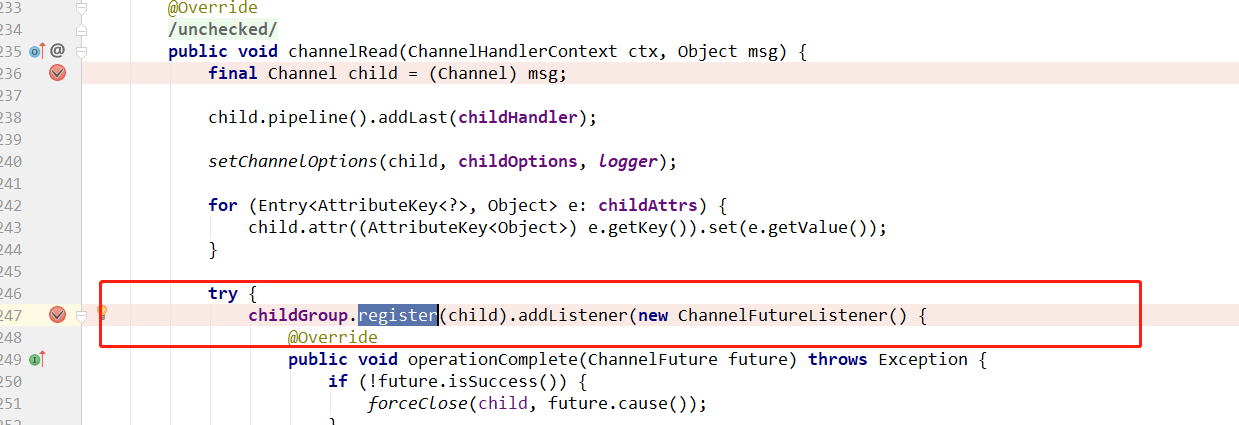 233 @Override
234 /unchecked/
235 @ public void channelRead(ChannelHandlerContext ctx, Object msg) {
236 final Channel child = (Channel) msg;
237
238 child.pipeline().addLast(childHandler);
239
240 setChannelOptions(child, childOptions, logger);
241
242 for (Entry<AttributeKey<?>, Object> e: childAttrs) {
243 child.attr((AttributeKey<Object>) e.getKey()).set(e.getValue());
244 }
245
246 try {
247 childGroup.register(child).addListener(new ChannelFutureListener() {
248 @Override
249 public void operationComplete(ChannelFuture future) throws Exception {
250 if (!future.isSuccess()) {
251 forceClose(child, future.cause());